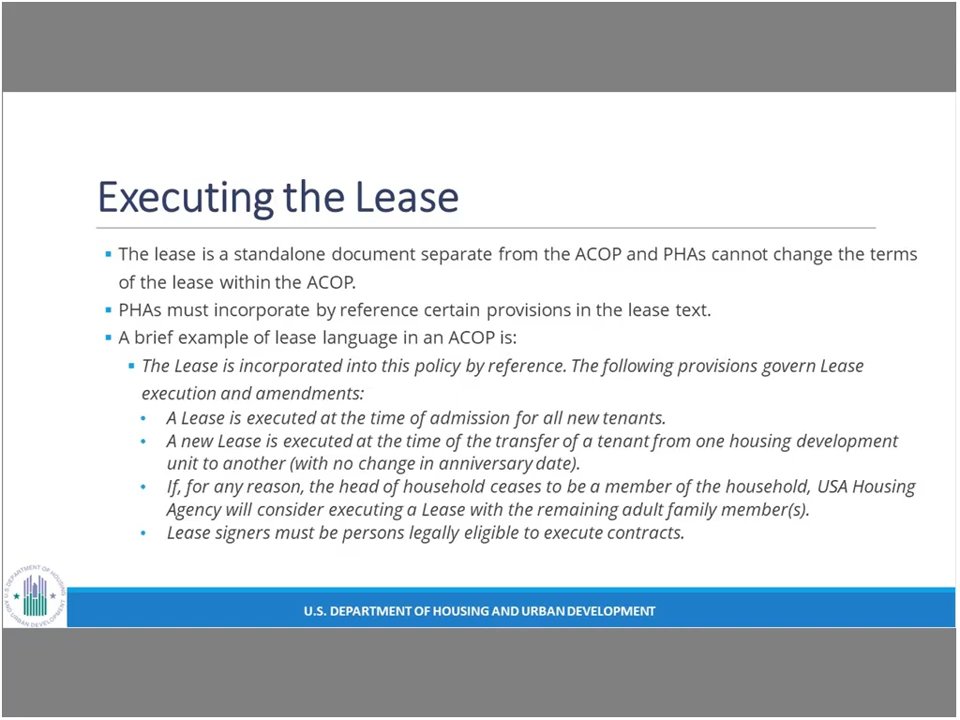 Executing the Lease
▪ The lease is a standalone document separate from the ACOP and PHAs cannot change the terms
of the lease within the ACOP.
▪ PHAs must incorporate by reference certain provisions in the lease text.
▪ A brief example of lease language in an ACOP is:
▪ The Lease is incorporated into this policy by reference. The following provisions govern Lease
execution and amendments:
• A Lease is executed at the time of admission for all new tenants.
• A new Lease is executed at the time of the transfer of a tenant from one housing development
unit to another (with no change in anniversary date).
• If, for any reason, the head of household ceases to be a member of the household, USA Housing
Agency will consider executing a Lease with the remaining adult family member(s).
• Lease signers must be persons legally eligible to execute contracts.
U.S. DEPARTMENT OF HOUSING
AND URBAN DEVELOPMENT
U.S. DEPARTMENT OF HOUSING AND URBAN DEVELOPMENT